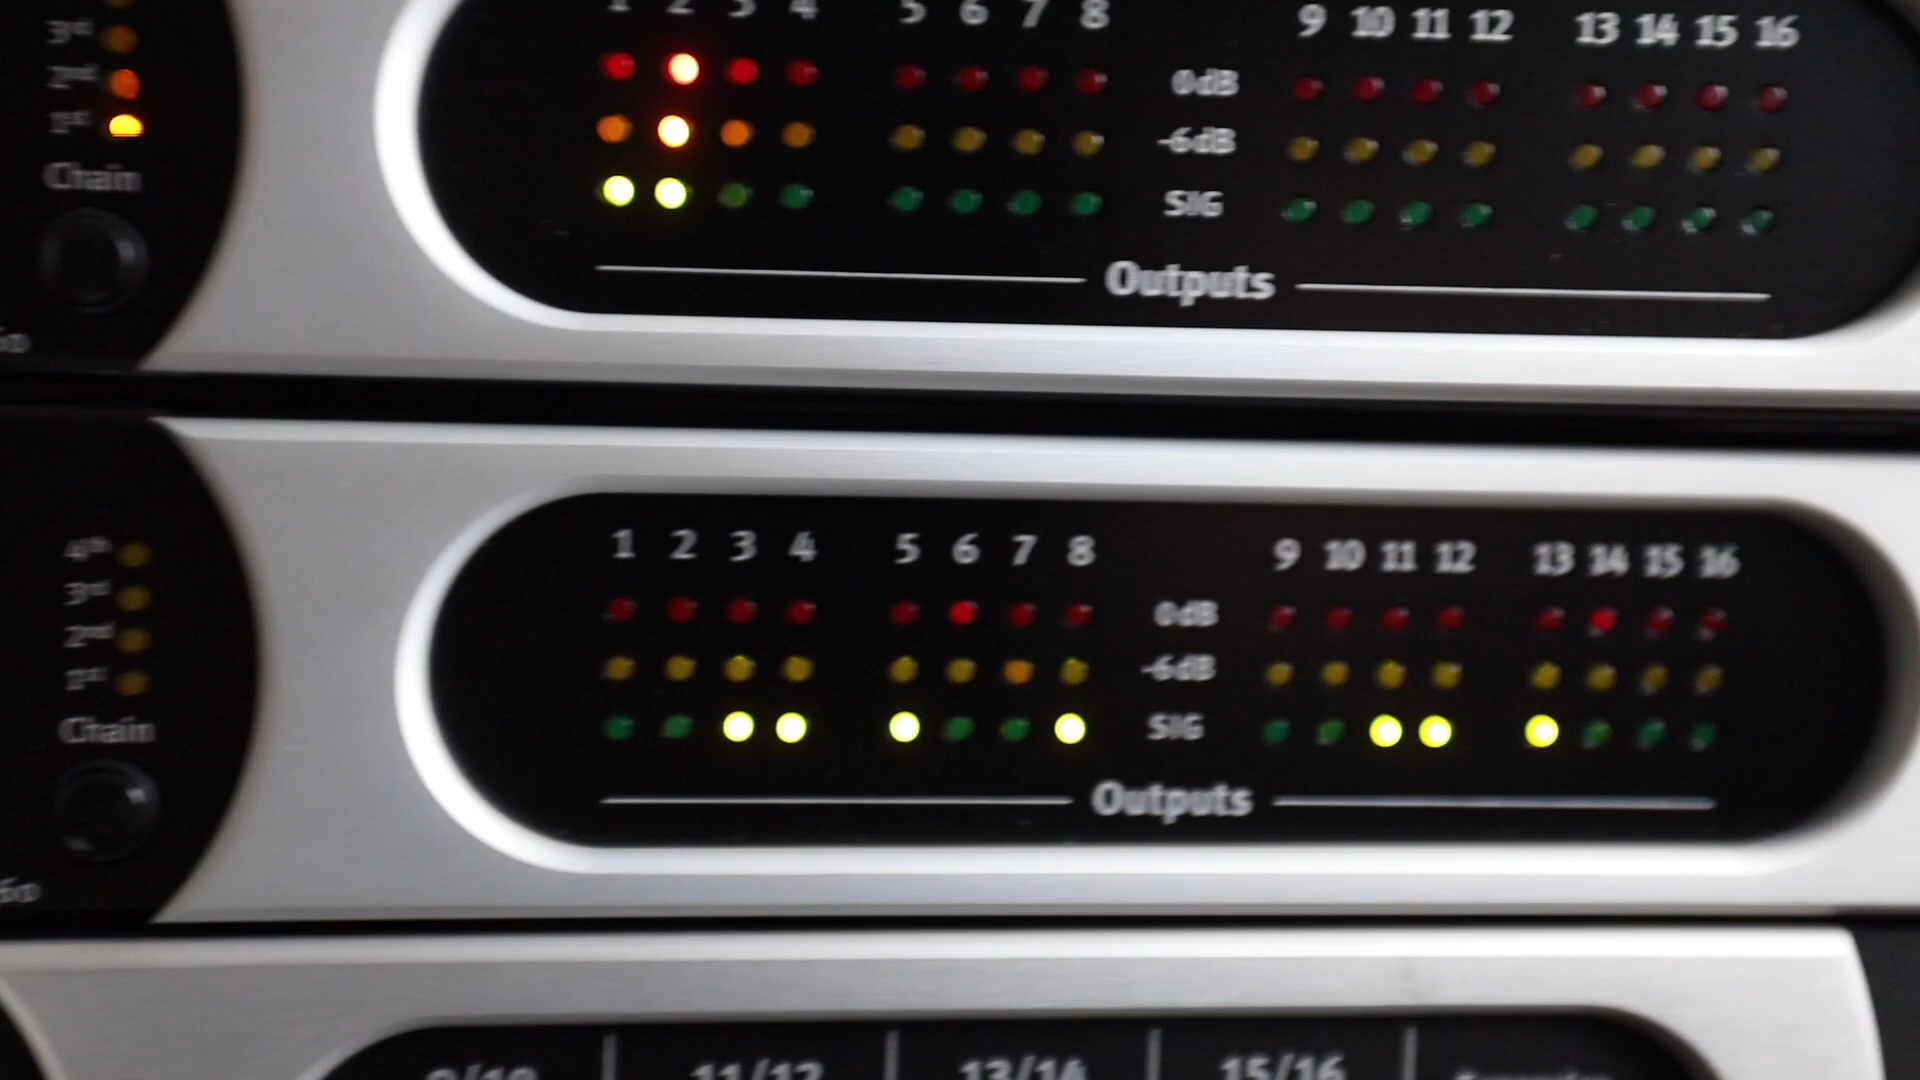 1 2 3 4 5 6 7 8 9 10 11 12 13 14 15 16
3rd
0dB
2nd
-6dB
1st
SIG
Chain
Outputs
1 2 3 4 5 6 7 8 9 10 11 12 13 14 15 16
4th
3rd
0dB
2nd
-6dB
1st
SIG
Chain
Outputs
9/10 11/12 13/14 15/16